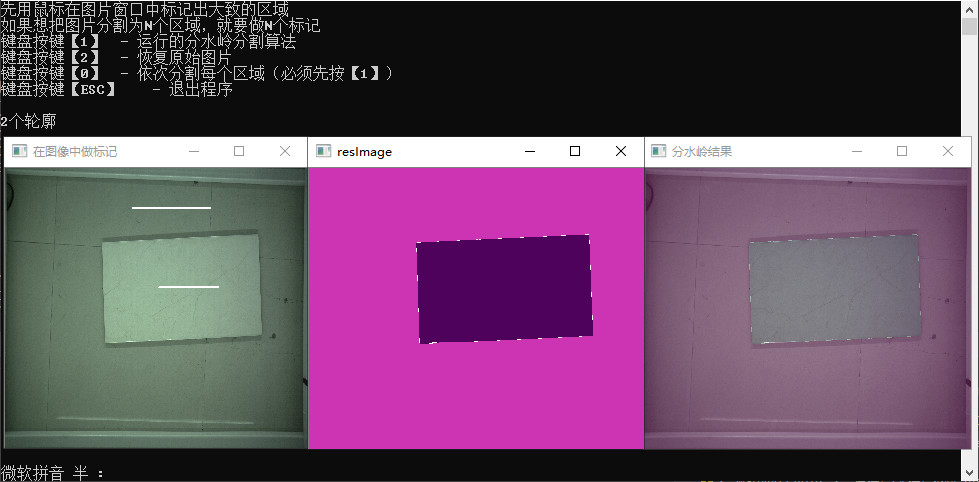 先用鼠标在图片窗口中标记出大致的区域
如果想把图片分割为N个区域，就要做N个标记
键盘按键【1】 - 运行的分水岭分割算法
键盘按键【2】 - 恢复原始图片
键盘按键【0】 - 依次分割每个区域（必须先按【1】）
键盘按键【ESC】 - 退出程序
2个轮廓
在图像中做标记
resImage
分水岭结果
微软拼音 半 :